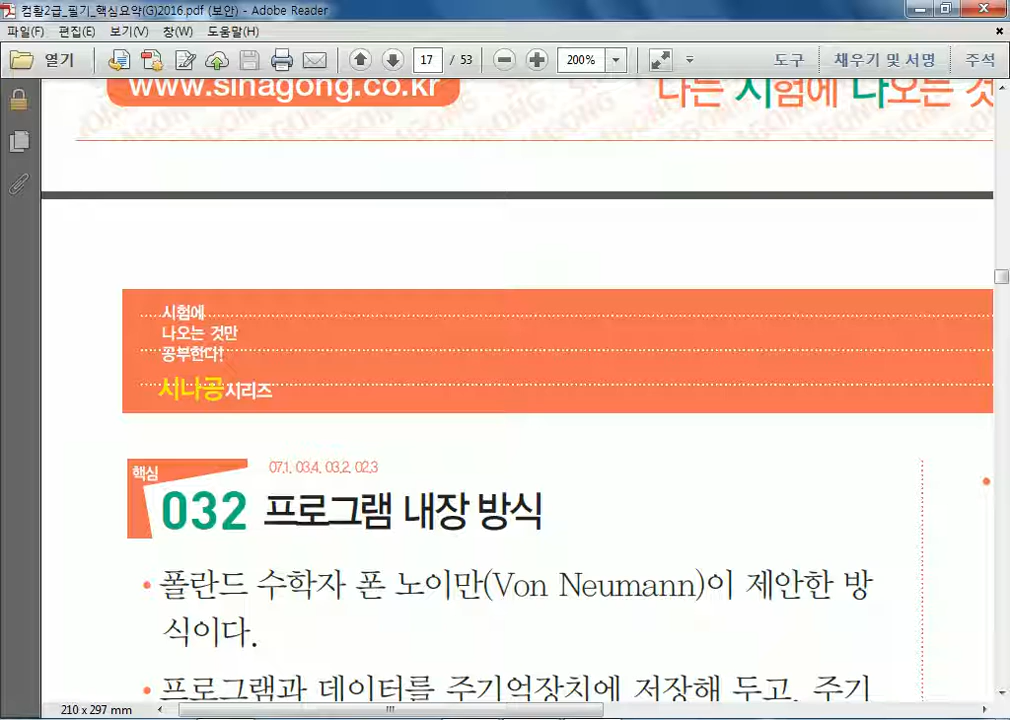 컴활2급_필기_핵심요약(G)2016.pdf (보안) - Adobe Reader
파일(F) 편집(E) 보기(V) 창(W) 도움말(H)
열기 17 / 53 200% 도구 채우기 및 서명 주석
www.sinagong.co.kr 나는 시험에 나오는 것
시험에
나오는 것만
공부한다!
시나공시리즈
핵심 07.1, 03.4, 03.2, 02.3
032 프로그램 내장 방식
• 폴란드 수학자 폰 노이만(Von Neumann)이 제안한 방
식이다.
• 프로그램과 데이터를 주기억장치에 저장해 두고, 주기
210 x 297 mm